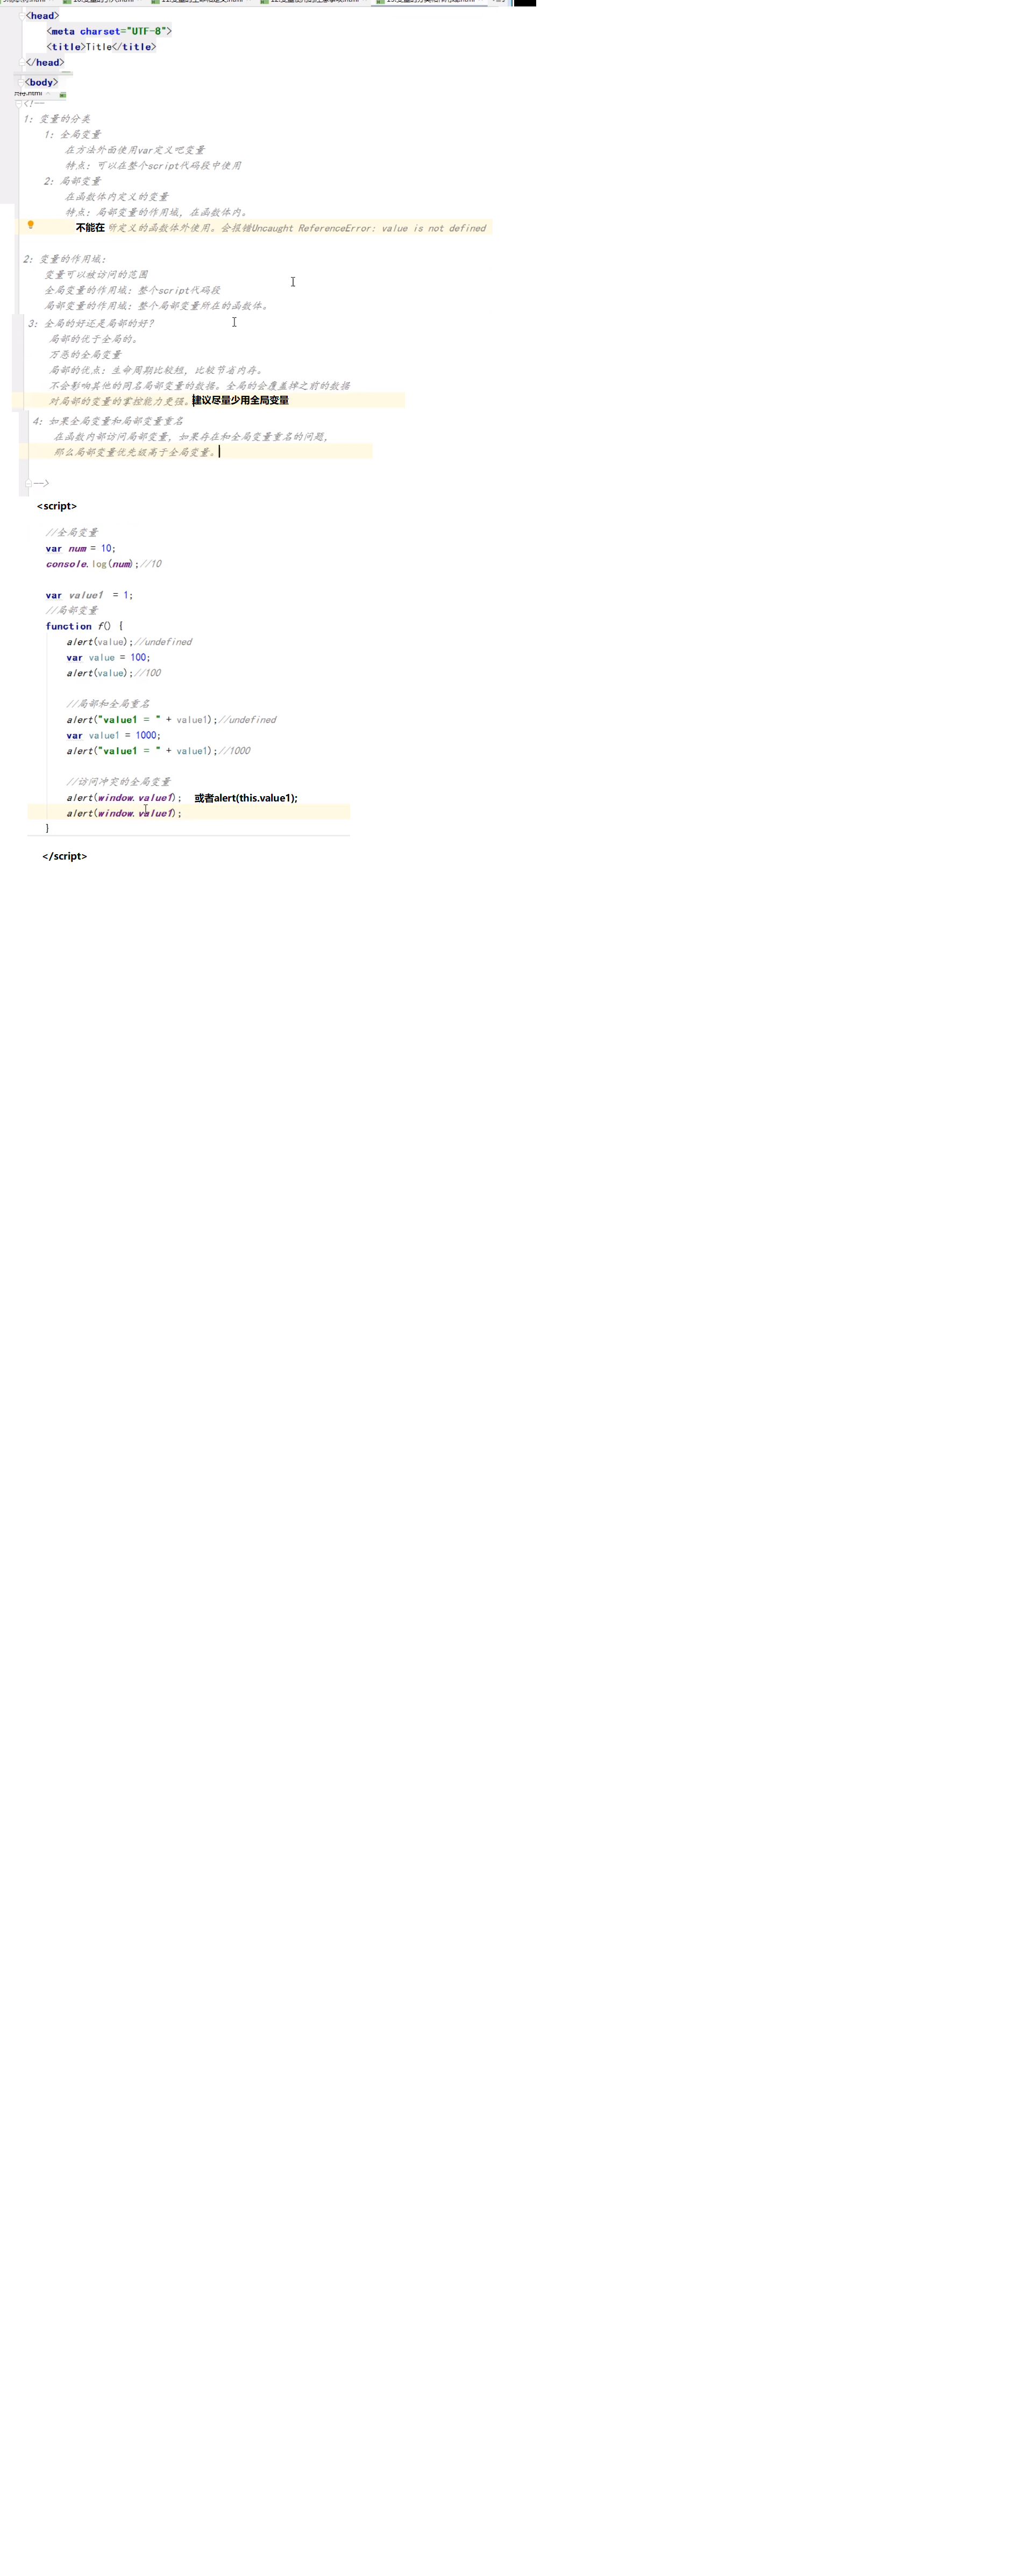 <head>
<meta charset="UTF-8">
<title>Title</title>
</head>
<body>
<!--
1: 变量的分类
1: 全局变量
在方法外面使用var定义吧变量
特点: 可以在整个script代码段中使用
2: 局部变量
在函数体内定义的变量
特点: 局部变量的作用域, 在函数体内。
不能在 所定义的函数体外使用。会报错Uncaught ReferenceError: value is not defined
2: 变量的作用域:
变量可以被访问的范围
全局变量的作用域: 整个script代码段
局部变量的作用域: 整个局部变量所在的函数体。
3: 全局的好还是局部的好?
局部的优于全局的。
万恶的全局变量
局部的优点: 生命周期比较短, 比较节省内存。
不会影响其他的同名局部变量的数据。全局的会覆盖掉之前的数据
对局部的变量的掌控能力更强。建议尽量少用全局变量
4: 如果全局变量和局部变量重名
在函数内部访问局部变量, 如果存在和全局变量重名的问题,
那么局部变量优先级高于全局变量。
-->
<script>
//全局变量
var num = 10;
console.log(num);//10
var value1 = 1;
//局部变量
function f() {
alert(value);//undefined
var value = 100;
alert(value);//100
//局部和全局重名
alert("value1 = " + value1);//undefined
var value1 = 1000;
alert("value1 = " + value1);//1000
//访问冲突的全局变量
alert(window.value1); 或者alert(this.value1);
alert(window.value1);
}
</script>